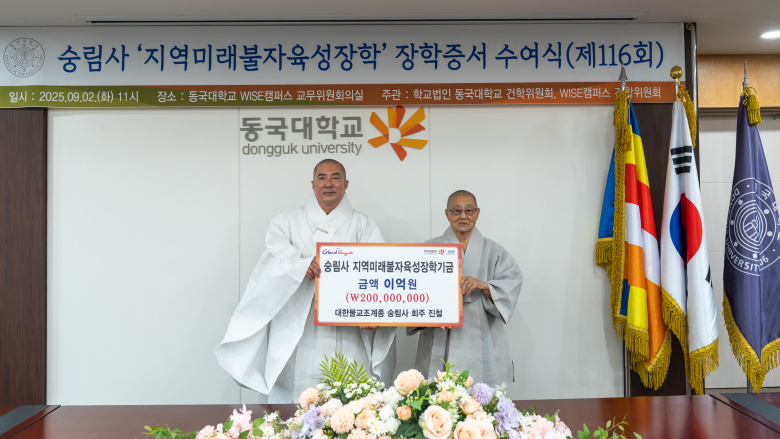 숭림사 '지역미래불자육성장학' 장학증서 수여식(제116회)
일시 : 2025.09.02.(화) 11시 장소 : 동국대학교 WISE캠퍼스 교무위원회의실 주관 : 학교법인 동국대학교 건학위원회, WISE캠퍼스 건학위원회
동국대학교
dongguk university
숭림사 지역미래불자육성장학기금
금액 이억원
(₩200,000,000)
대한불교조계종 숭림사 회주 진철